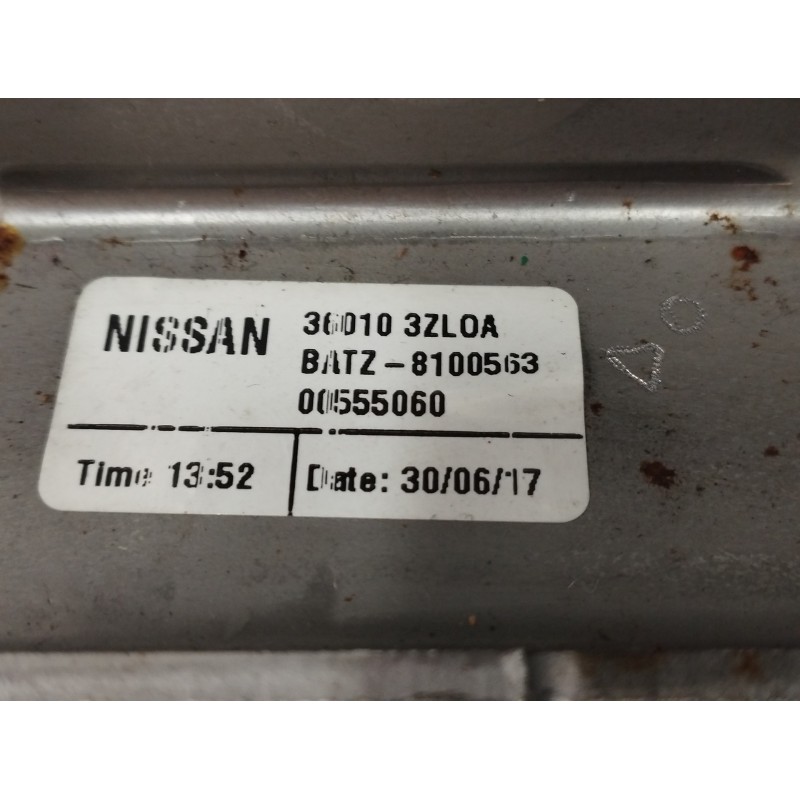 NISSAN
36010 3ZL0A
BATZ-8100563
00555060
Time 13:52
Date: 30/06/17